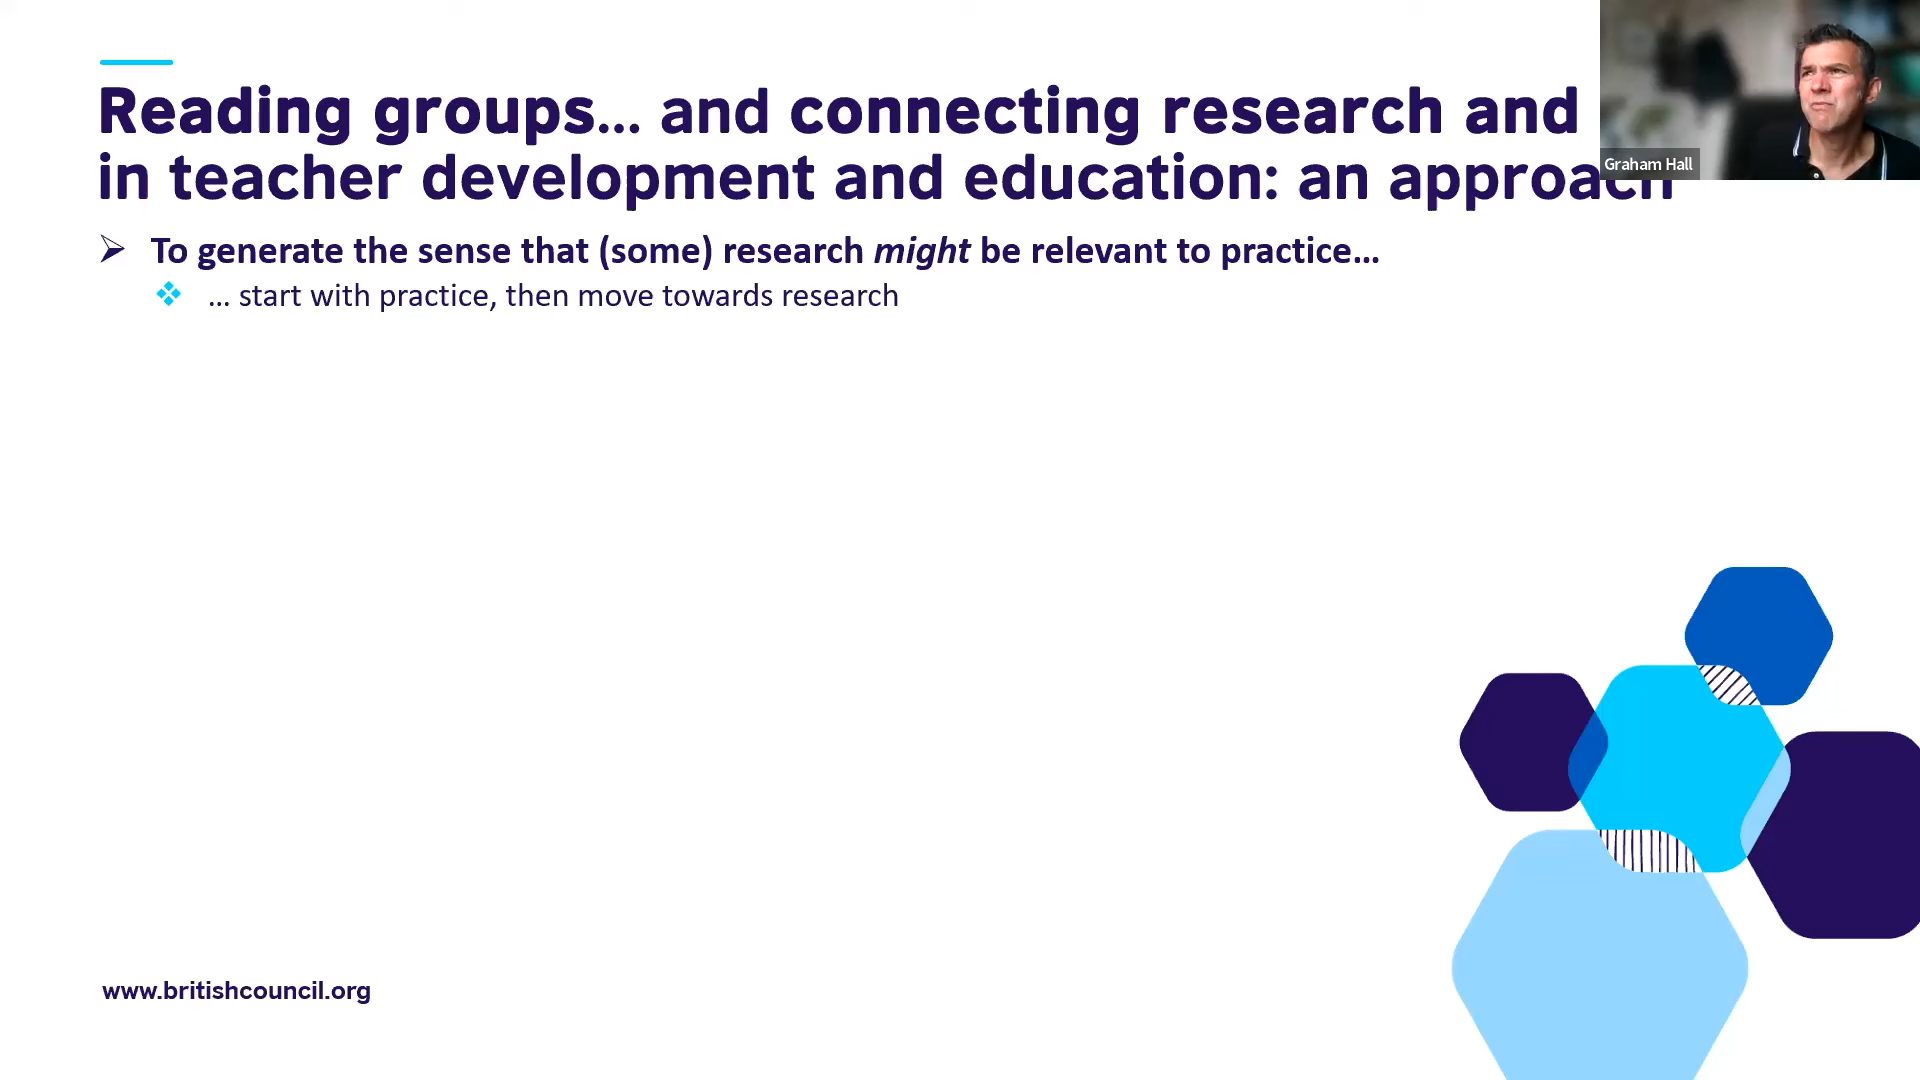 Reading groups... and connecting research and
in teacher development and education: an approach
To generate the sense that (some) research might be relevant to practice...
... start with practice, then move towards research
www.britishcouncil.org
Graham Hall